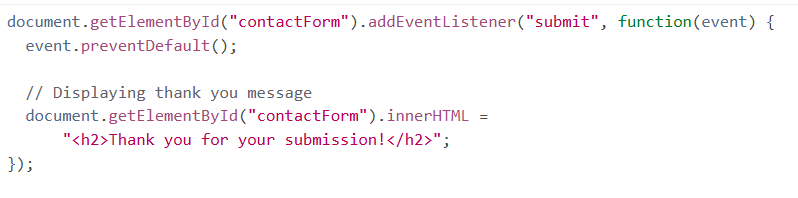 document.getElementById("contactForm").addEventListener("submit", function(event) {
  event.preventDefault();

  // Displaying thank you message
  document.getElementById("contactForm").innerHTML =
      "<h2>Thank you for your submission!</h2>";
});